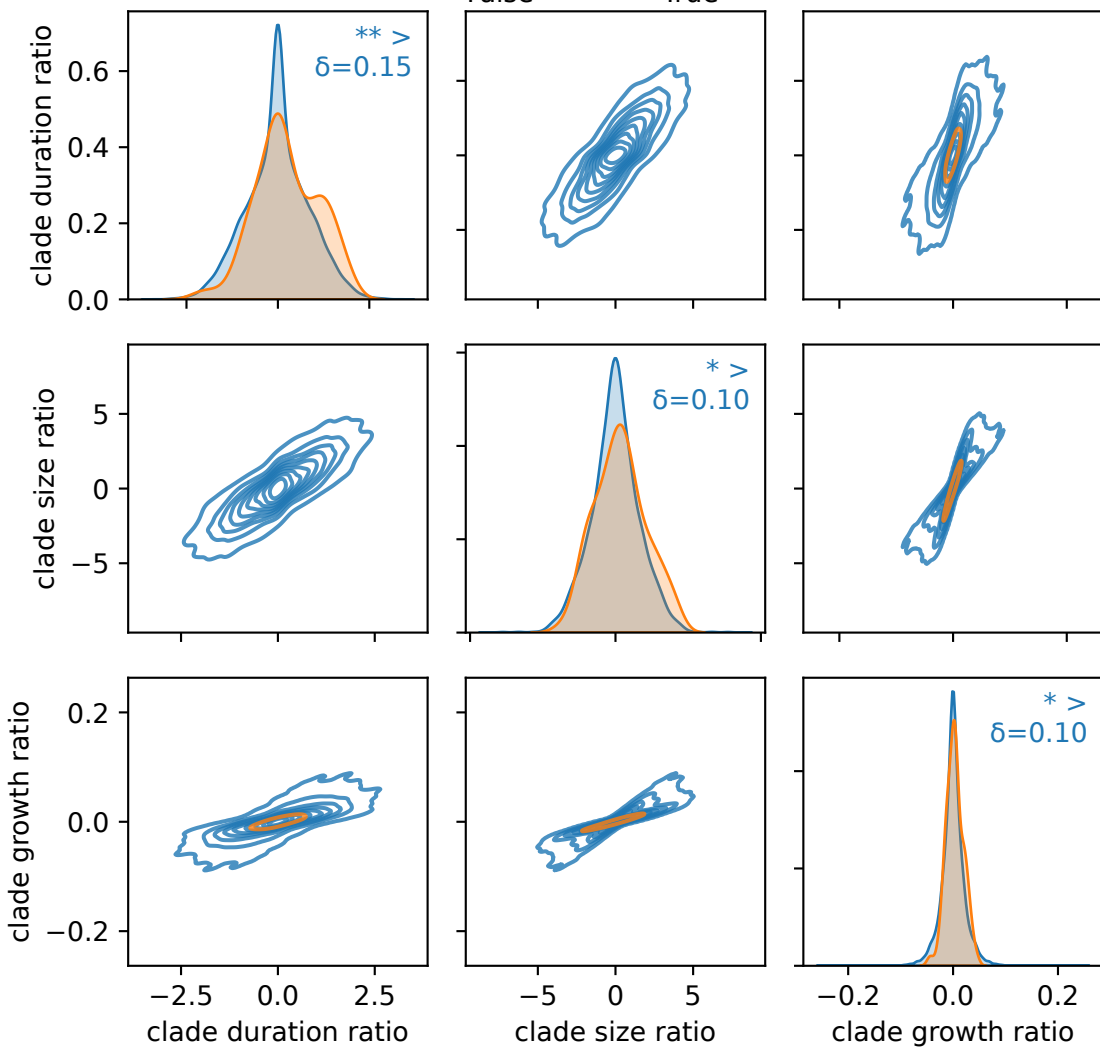 False True
** >
δ=0.15
clade duration ratio
0.6
0.4
0.2
0.0
* >
δ=0.10
clade size ratio
5
0
−5
* >
δ=0.10
clade growth ratio
0.2
0.0
−0.2
−2.5 0.0 2.5
−5 0 5
−0.2 0.0 0.2
clade duration ratio
clade size ratio
clade growth ratio